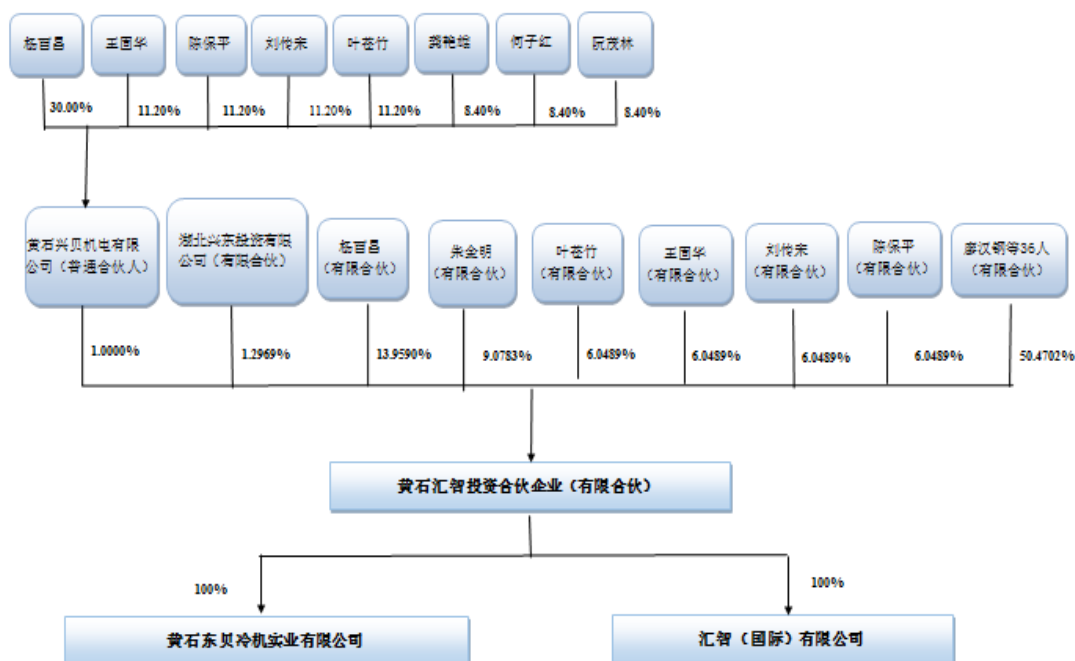 杨百昌 王国华 陈保平 刘传宋 叶苍竹 龚艳雄 何子红 阮茂林
30.00% 11.20% 11.20% 11.20% 11.20% 8.40% 8.40% 8.40%
黄石兴贝机电有限
公司（普通合伙人）
湖北兴东投资有限
公司（有限合伙）
杨百昌
（有限合伙）
朱金明
（有限合伙）
叶苍竹
（有限合伙）
王国华
（有限合伙）
刘传宋
（有限合伙）
陈保平
（有限合伙）
廖汉钢等36人
（有限合伙）
1.0000% 1.2969% 13.9590% 9.0783% 6.0489% 6.0489% 6.0489% 6.0489% 50.4702%
黄石汇智投资合伙企业（有限合伙）
100% 100%
黄石东贝冷机实业有限公司
汇智（国际）有限公司